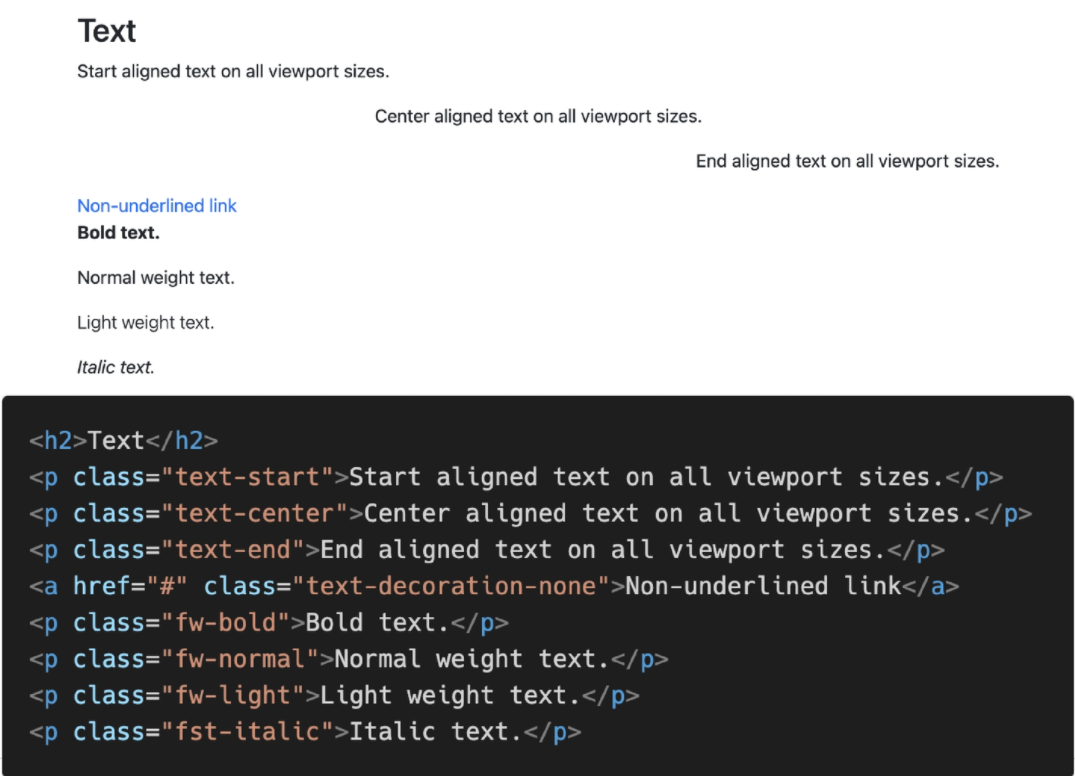 Text
Start aligned text on all viewport sizes.
Center aligned text on all viewport sizes.
End aligned text on all viewport sizes.
Non-underlined link
Bold text.
Normal weight text.
Light weight text.
Italic text.
<h2>Text</h2>
<p class="text-start">Start aligned text on all viewport sizes.</p>
<p class="text-center">Center aligned text on all viewport sizes.</p>
<p class="text-end">End aligned text on all viewport sizes.</p>
<a href="#" class="text-decoration-none">Non-underlined link</a>
<p class="fw-bold">Bold text.</p>
<p class="fw-normal">Normal weight text.</p>
<p class="fw-light">Light weight text.</p>
<p class="fst-italic">Italic text.</p>